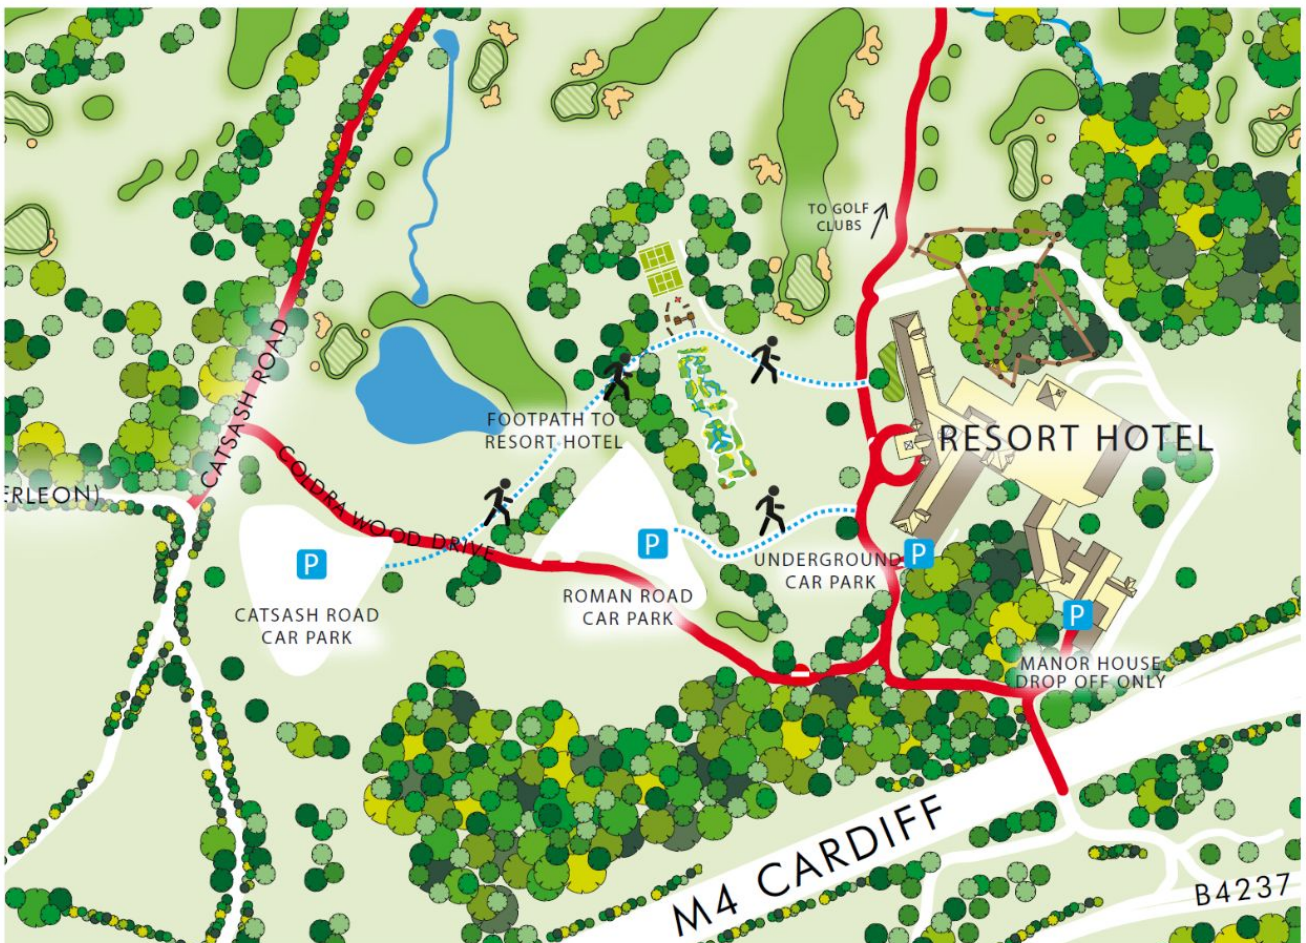 TO GOLF
CLUBS
CATSASH ROAD
FOOTPATH TO
RESORT HOTEL
RESORT HOTEL
ERLEON)
COLDRA WOOD DRIVE
P
P
P
UNDERGROUND
CAR PARK
CATSASH ROAD
CAR PARK
ROMAN ROAD
CAR PARK
P
MANOR HOUSE
DROP OFF ONLY
M4 CARDIFF
B4237